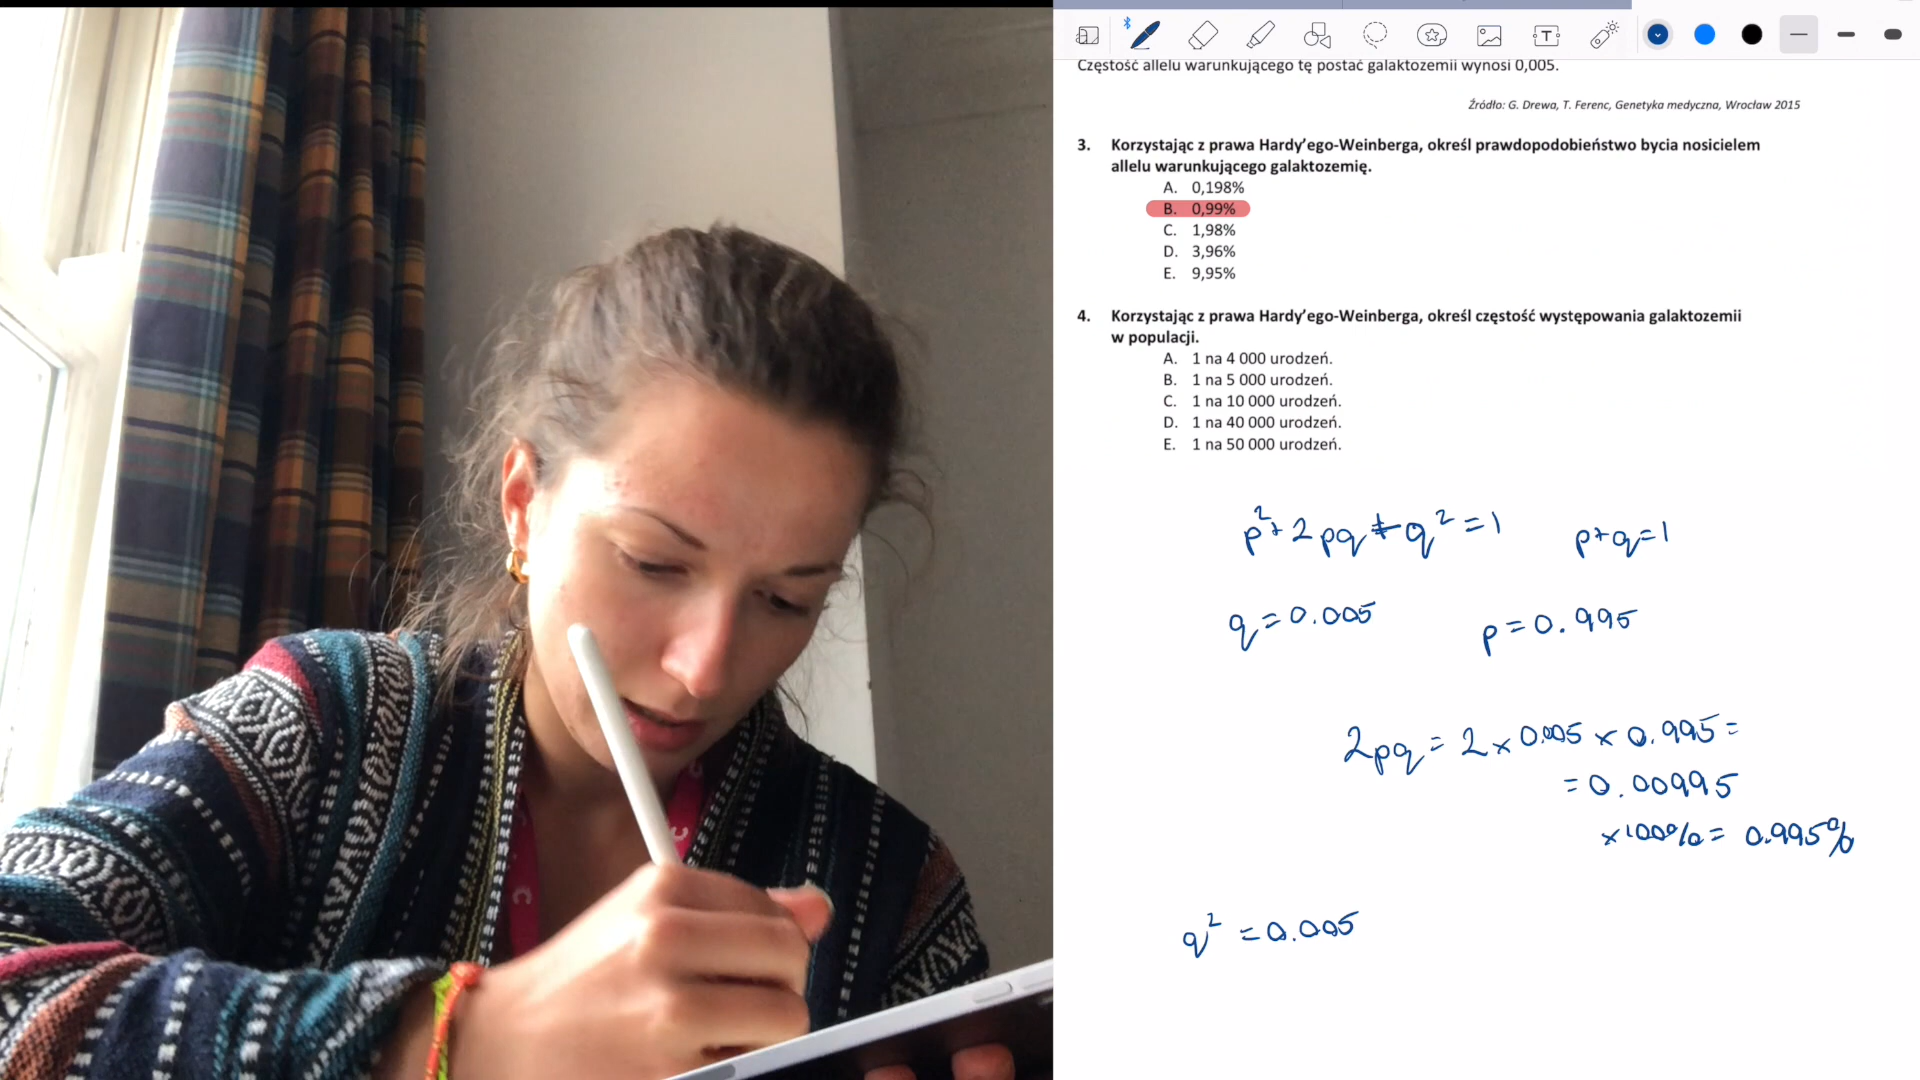 Częstość allelu warunkującego tę postać galaktozemii wynosi 0,005.
Źródło: G. Drewa, T. Ferenc, Genetyka medyczna, Wrocław 2015
3. Korzystając z prawa Hardy’ego-Weinberga, określ prawdopodobieństwo bycia nosicielem
allelu warunkującego galaktozemię.
A. 0,198%
B. 0,99%
C. 1,98%
D. 3,96%
E. 9,95%
4. Korzystając z prawa Hardy’ego-Weinberga, określ częstość występowania galaktozemii
w populacji.
A. 1 na 4 000 urodzeń.
B. 1 na 5 000 urodzeń.
C. 1 na 10 000 urodzeń.
D. 1 na 40 000 urodzeń.
E. 1 na 50 000 urodzeń.
p²+2pq+q²=1 p+q=1
q=0.005 p=0.995
2pq=2×0.005×0.995=
=0.00995
×100%=0.995%
q²=0.005